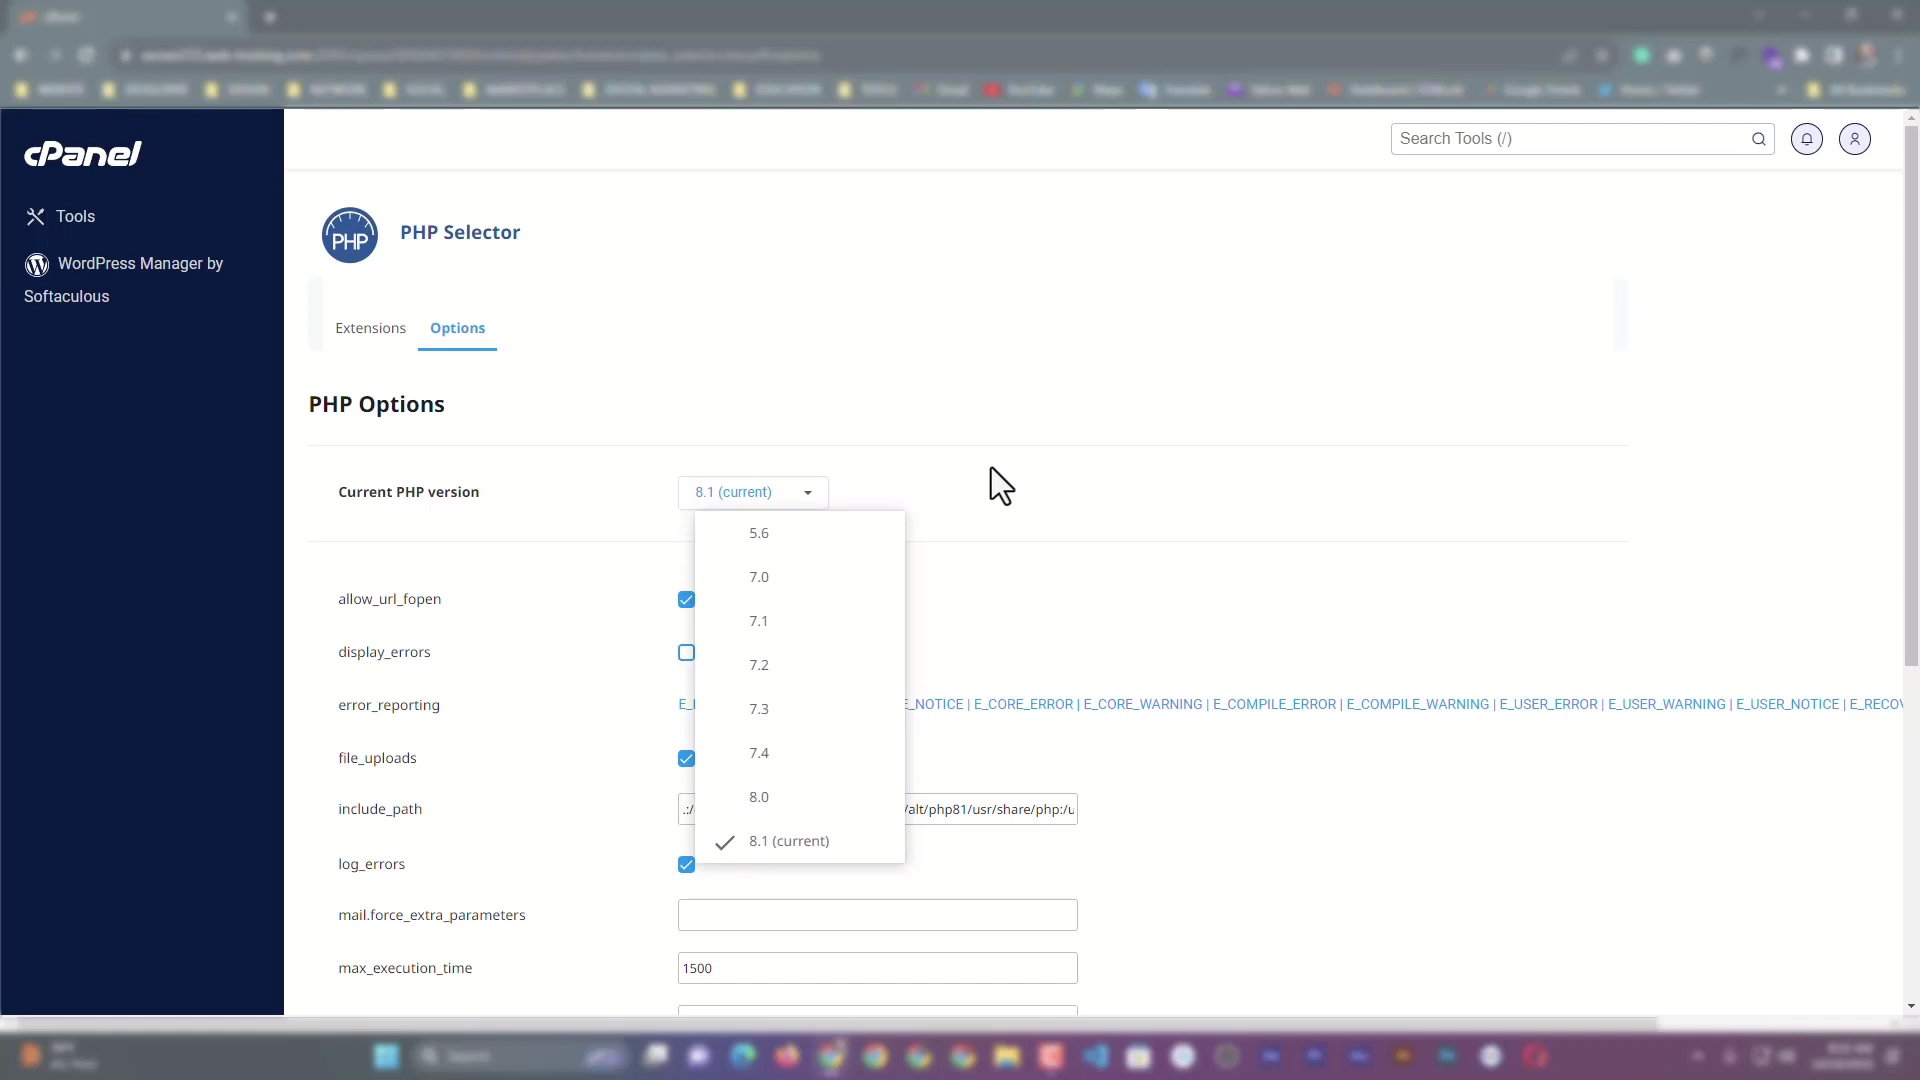 cPanel
Search Tools (/)
Tools
WordPress Manager by
Softaculous
PHP
PHP Selector
Extensions
Options
PHP Options
Current PHP version
8.1 (current)
5.6
7.0
7.1
7.2
7.3
7.4
8.0
8.1 (current)
allow_url_fopen
display_errors
error_reporting
E_NOTICE | E_CORE_ERROR | E_CORE_WARNING | E_COMPILE_ERROR | E_COMPILE_WARNING | E_USER_ERROR | E_USER_WARNING | E_USER_NOTICE | E_RECOV
file_uploads
include_path
/alt/php81/usr/share/php:/u
log_errors
mail.force_extra_parameters
max_execution_time
1500